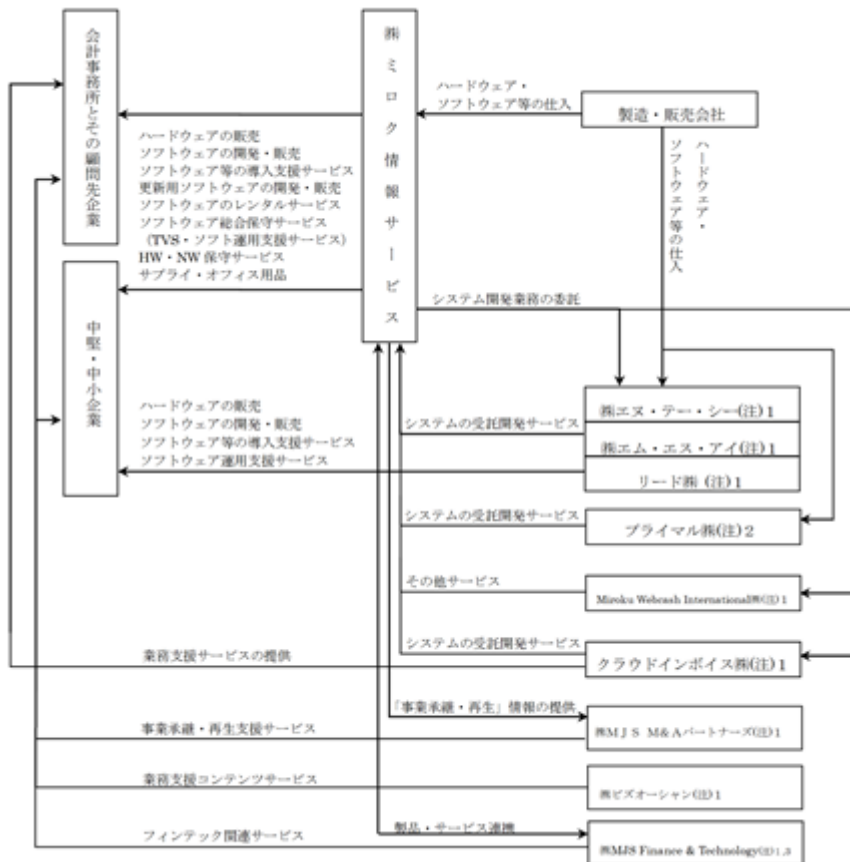 会計事務所とその顧問先企業
㈱ミロク情報サービス
ハードウェア・
ソフトウェア等の仕入
製造・販売会社
ハードウェア・
ソフトウェア等の仕入
ハードウェアの販売
ソフトウェアの開発・販売
ソフトウェア等の導入支援サービス
更新用ソフトウェアの開発・販売
ソフトウェアのレンタルサービス
ソフトウェア総合保守サービス
(TVS・ソフト運用支援サービス)
HW・NW 保守サービス
サプライ・オフィス用品
システム開発業務の委託
中堅・中小企業
ハードウェアの販売
ソフトウェアの開発・販売
ソフトウェア等の導入支援サービス
ソフトウェア運用支援サービス
システムの受託開発サービス
㈱エヌ・テー・シー(注)1
㈱エム・エス・アイ(注)1
リード㈱ (注)1
システムの受託開発サービス
プライマル㈱(注)2
その他サービス
Miroku Webcash International㈱(注)1
システムの受託開発サービス
クラウドインボイス㈱(注)1
業務支援サービスの提供
「事業承継・再生」情報の提供
㈱MJS M&Aパートナーズ(注)1
事業承継・再生支援サービス
業務支援コンテンツサービス
㈱ビズオーシャン(注)1
製品・サービス連携
フィンテック関連サービス
㈱MJS Finance & Technology(注)1,3